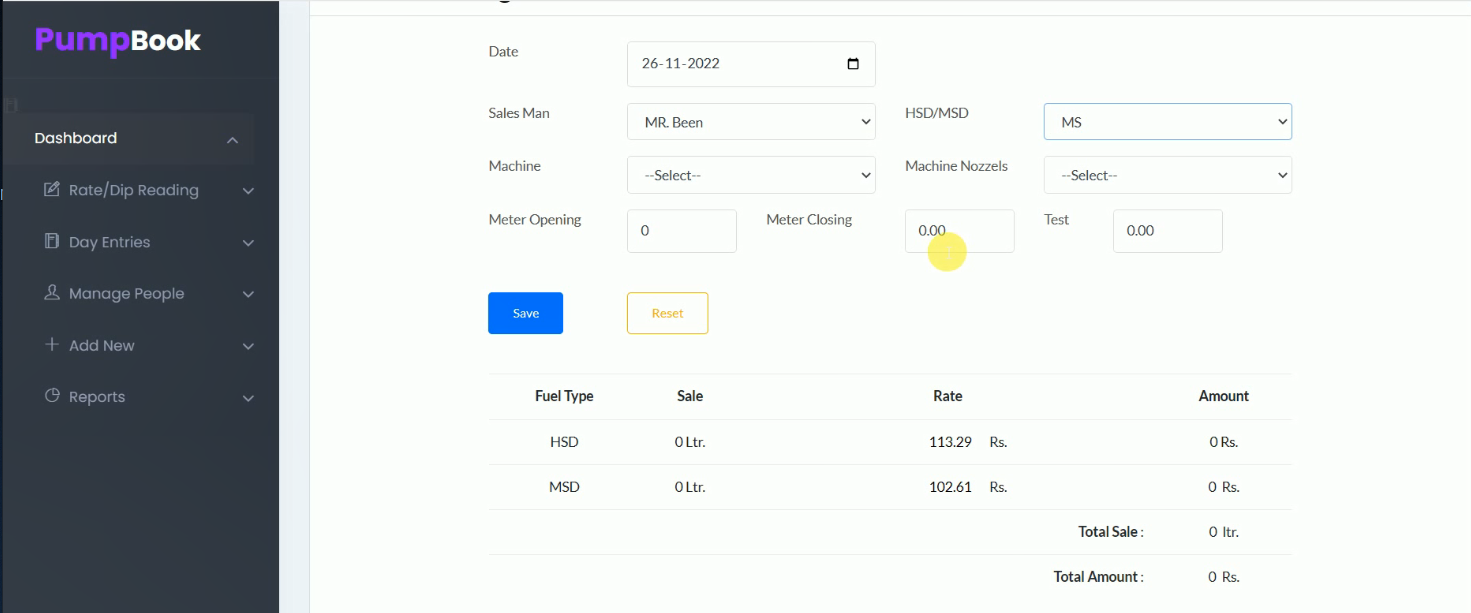 PumpBook
Dashboard
Rate/Dip Reading
Day Entries
Manage People
Add New
Reports
Date
26-11-2022
Sales Man
MR. Been
HSD/MSD
MS
Machine
--Select--
Machine Nozzels
--Select--
Meter Opening
0
Meter Closing
0.00
Test
0.00
Save
Reset
Fuel Type Sale Rate Amount
HSD 0 Ltr. 113.29 Rs. 0 Rs.
MSD 0 Ltr. 102.61 Rs. 0 Rs.
Total Sale : 0 ltr.
Total Amount : 0 Rs.